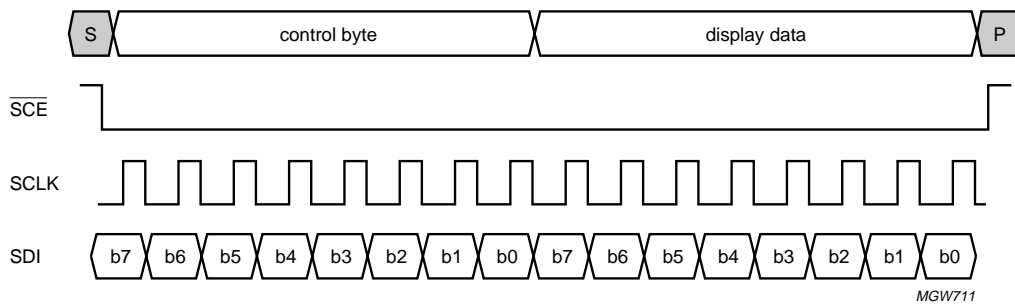 S control byte display data P
SCE
SCLK
SDI b7 b6 b5 b4 b3 b2 b1 b0 b7 b6 b5 b4 b3 b2 b1 b0
MGW711